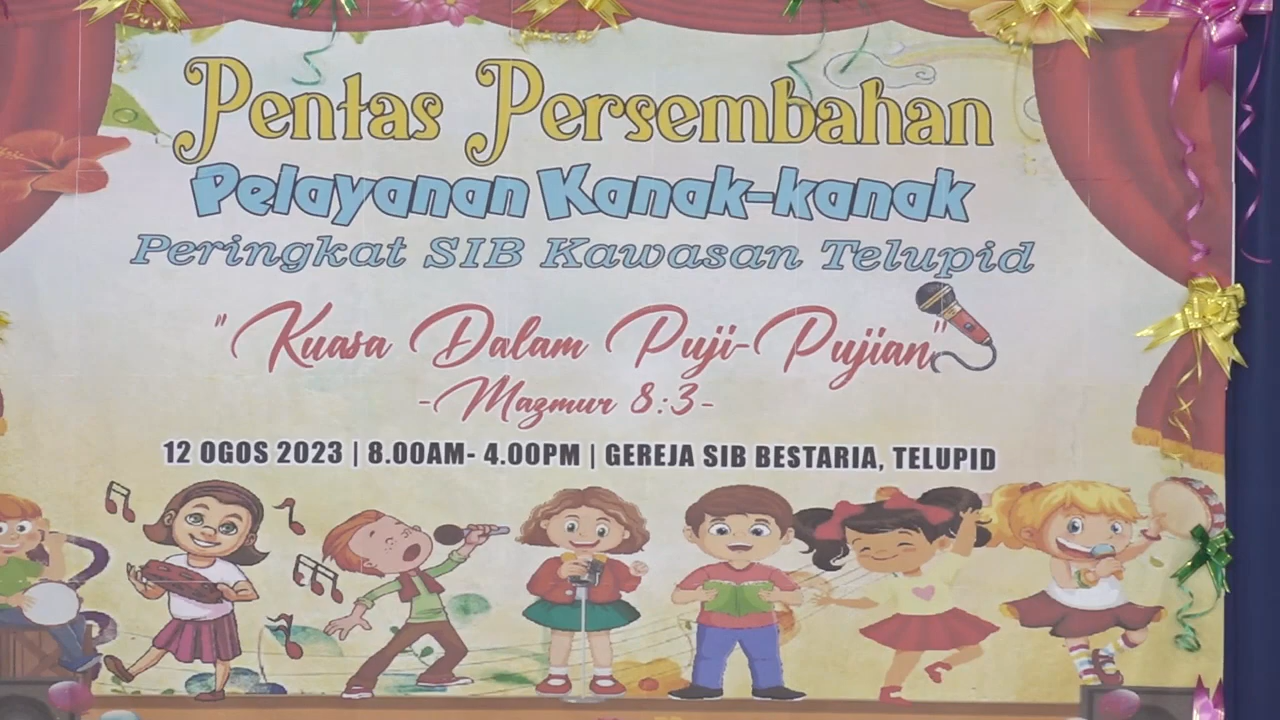 Pentas Persembahan
Pelayanan Kanak-kanak
Peringkat SIB Kawasan Telupid
"Kuasa Dalam Puji-Pujian"
-Mazmur 8:3-
12 OGOS 2023 | 8.00AM- 4.00PM | GEREJA SIB BESTARIA, TELUPID